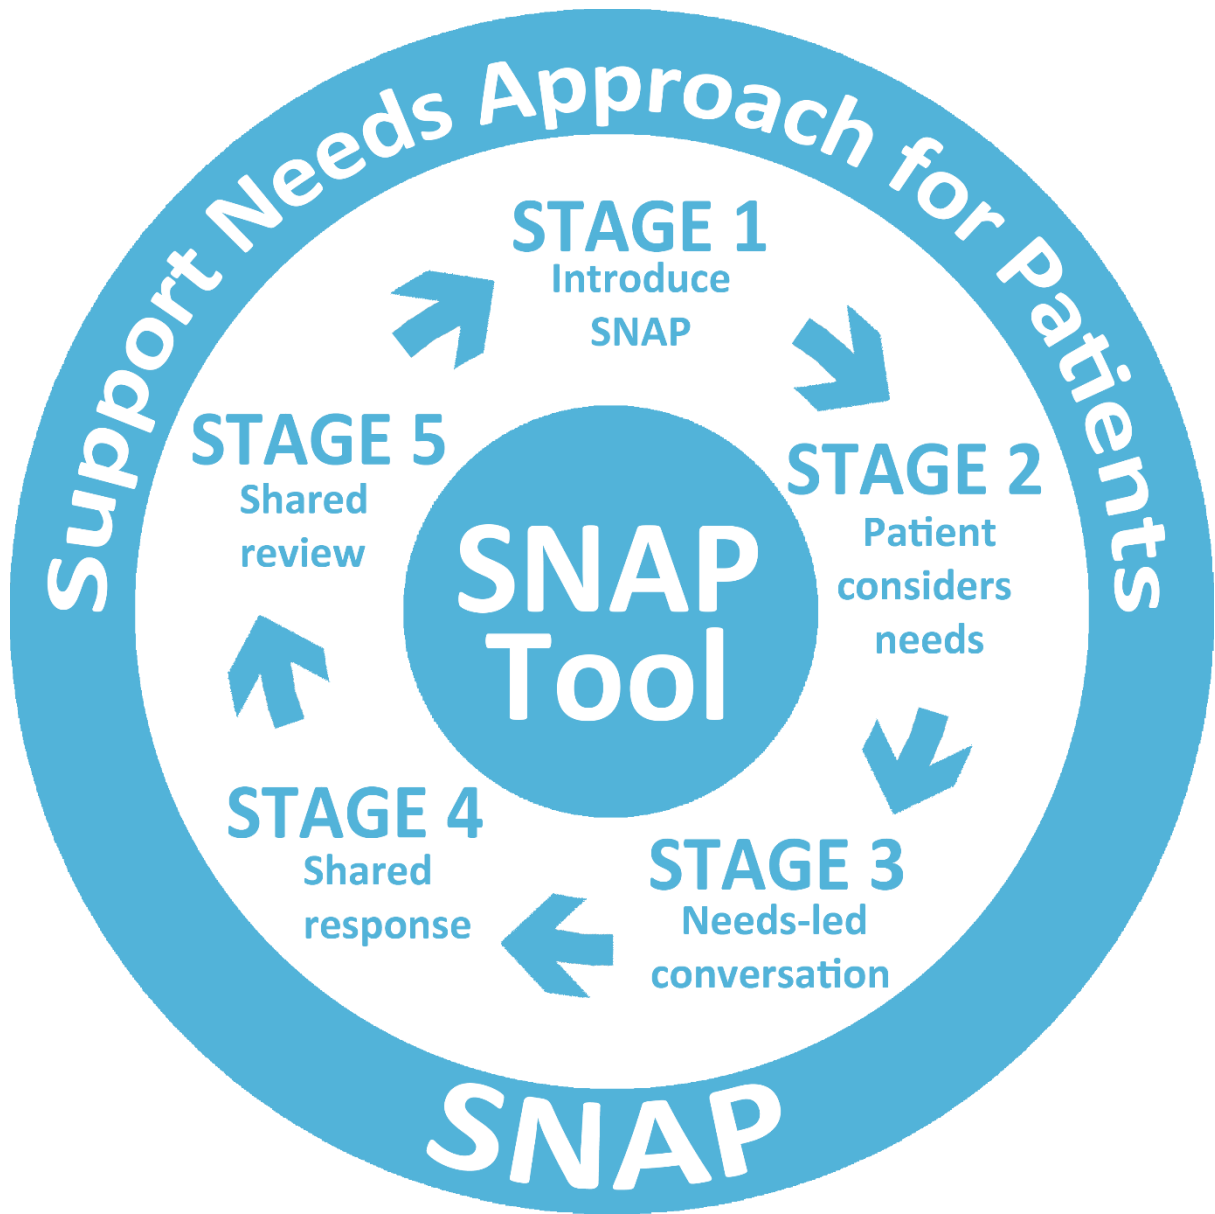 Support Needs Approach for Patients
STAGE 1
Introduce
SNAP
STAGE 2
Patient
considers
needs
STAGE 3
Needs-led
conversation
STAGE 4
Shared
response
STAGE 5
Shared
review
SNAP
Tool
SNAP